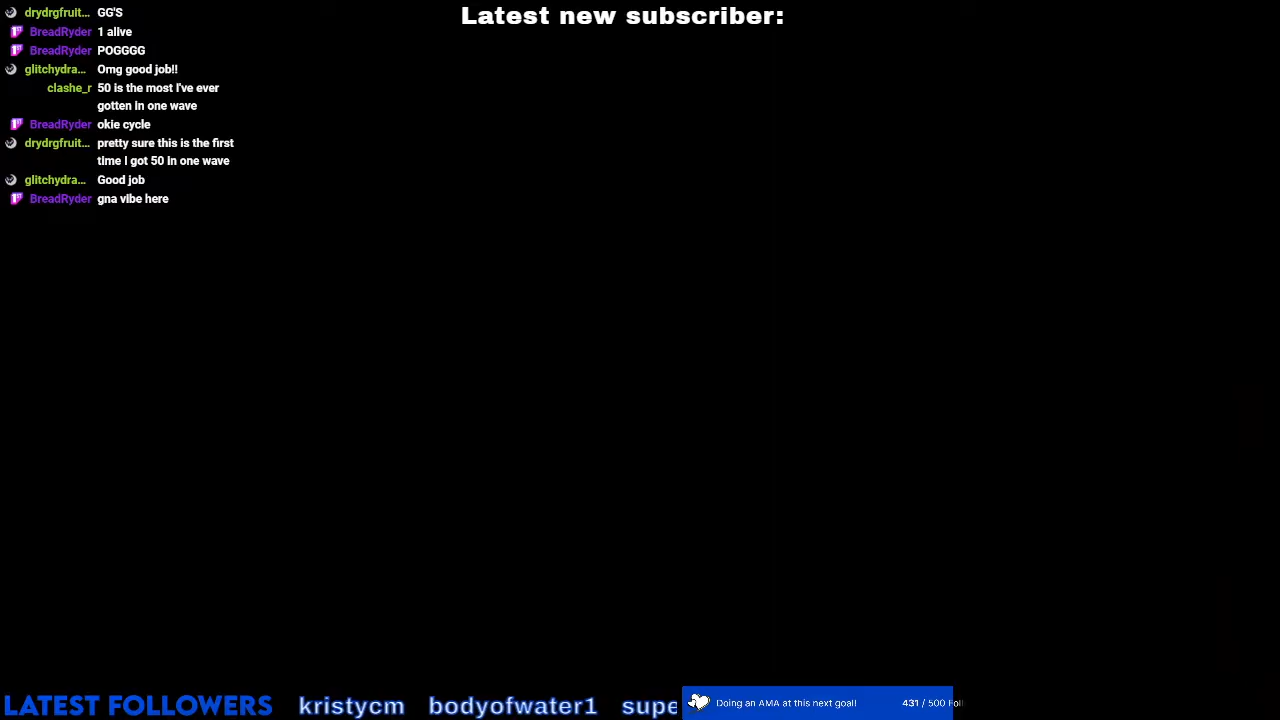 Latest new subscriber:
drydrgfruit... GG'S
BreadRyder 1 alive
BreadRyder POGGGG
glitchydra... Omg good job!!
clashe_r 50 is the most I've ever
gotten in one wave
BreadRyder okie cycle
drydrgfruit... pretty sure this is the first
time I got 50 in one wave
glitchydra... Good job
BreadRyder gna vibe here
LATEST FOLLOWERS kristycm bodyofwater1 supe
Doing an AMA at this next goal! 431 / 500 Fol